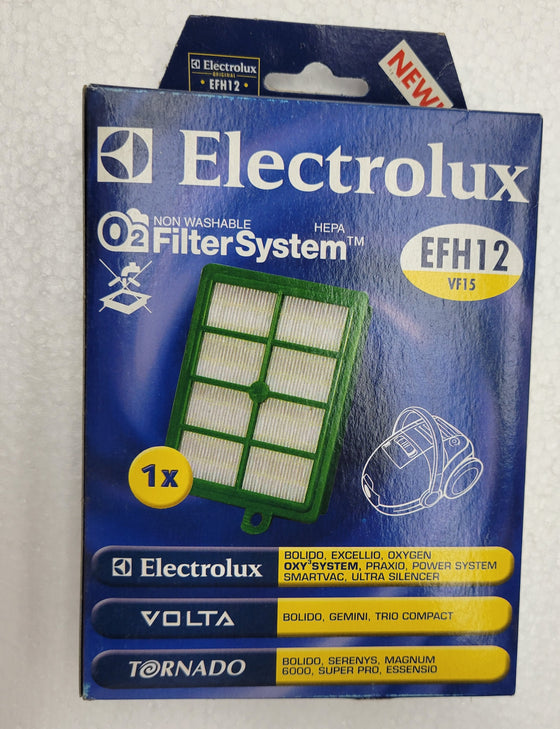 Electrolux
ORIGINAL
• EFH12 •
NEW!
Electrolux
O2 NON WASHABLE HEPA
FilterSystem™
EFH12
VF15
1x
Electrolux
BOLIDO, EXCELLIO, OXYGEN
OXY³SYSTEM, PRAXIO, POWER SYSTEM
SMARTVAC, ULTRA SILENCER
VOLTA
BOLIDO, GEMINI, TRIO COMPACT
TORNADO
BOLIDO, SERENYS, MAGNUM
6000, SUPER PRO, ESSENSIO